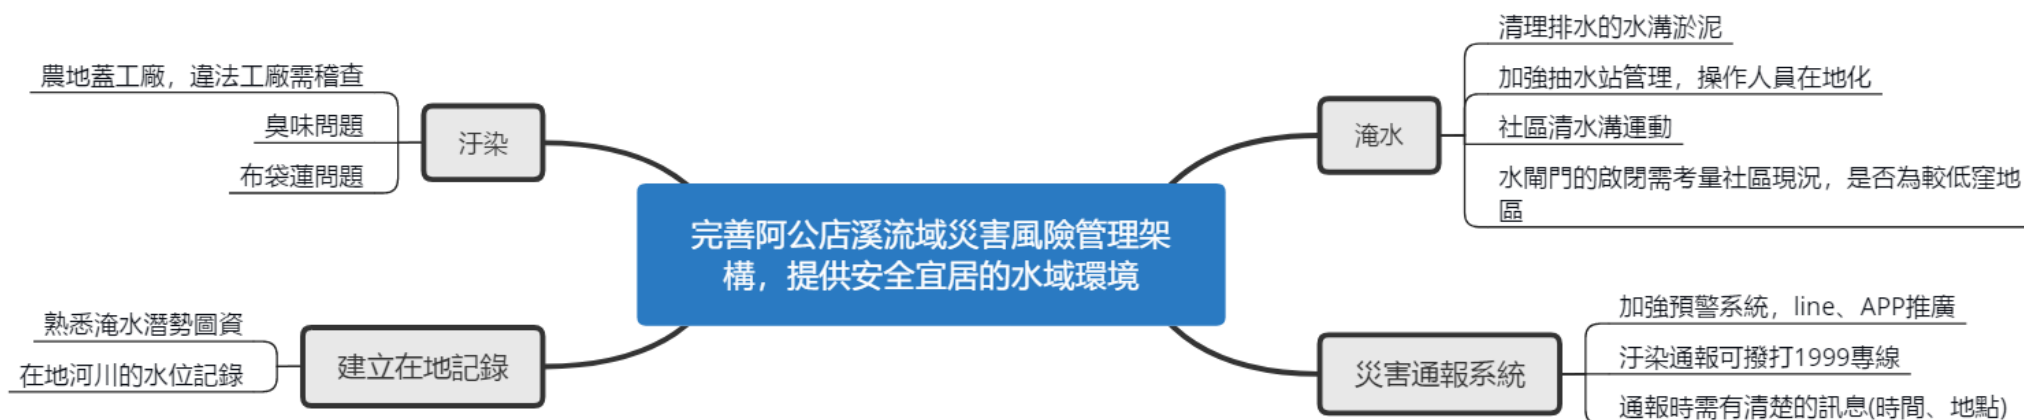 完善阿公店溪流域災害風險管理架
構，提供安全宜居的水域環境
汙染
農地蓋工廠，違法工廠需稽查
臭味問題
布袋蓮問題
建立在地記錄
熟悉淹水潛勢圖資
在地河川的水位記錄
淹水
清理排水的水溝淤泥
加強抽水站管理，操作人員在地化
社區清水溝運動
水閘門的啟閉需考量社區現況，是否為較低窪地
區
災害通報系統
加強預警系統，line、APP推廣
汙染通報可撥打1999專線
通報時需有清楚的訊息(時間、地點)